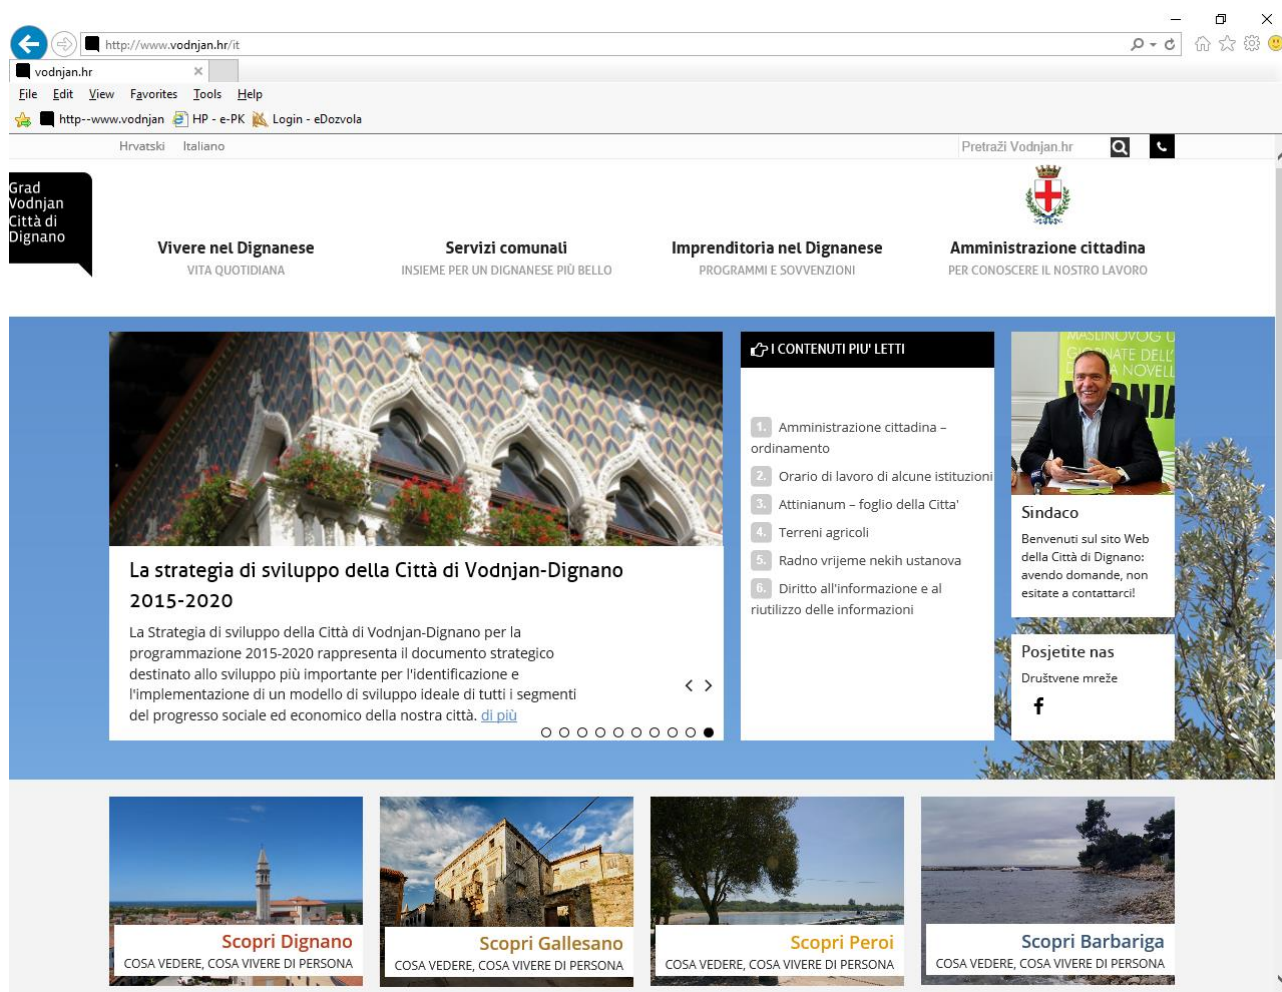 http://www.vodnjan.hr/it
vodnjan.hr
File Edit View Favorites Tools Help
http--www.vodnjan HP - e-PK Login - eDozvola
Hrvatski Italiano
Pretraži Vodnjan.hr
Grad
Vodnjan
Città di
Dignano
Vivere nel Dignanese
VITA QUOTIDIANA
Servizi comunali
INSIEME PER UN DIGNANESE PIÙ BELLO
Imprenditoria nel Dignanese
PROGRAMMI E SOVVENZIONI
Amministrazione cittadina
PER CONOSCERE IL NOSTRO LAVORO
La strategia di sviluppo della Città di Vodnjan-Dignano
2015-2020
La Strategia di sviluppo della Città di Vodnjan-Dignano per la
programmazione 2015-2020 rappresenta il documento strategico
destinato allo sviluppo più importante per l'identificazione e
l'implementazione di un modello di sviluppo ideale di tutti i segmenti
del progresso sociale ed economico della nostra città. di più
I CONTENUTI PIU' LETTI
1. Amministrazione cittadina –
ordinamento
2. Orario di lavoro di alcune istituzioni
3. Attinianum – foglio della Citta'
4. Terreni agricoli
5. Radno vrijeme nekih ustanova
6. Diritto all'informazione e al
riutilizzo delle informazioni
MASLINOVOG U
Sindaco
Benvenuti sul sito Web
della Città di Dignano:
avendo domande, non
esitate a contattarci!
Posjetite nas
Društvene mreže
f
Scopri Dignano
COSA VEDERE, COSA VIVERE DI PERSONA
Scopri Gallesano
COSA VEDERE, COSA VIVERE DI PERSONA
Scopri Peroi
COSA VEDERE, COSA VIVERE DI PERSONA
Scopri Barbariga
COSA VEDERE, COSA VIVERE DI PERSONA